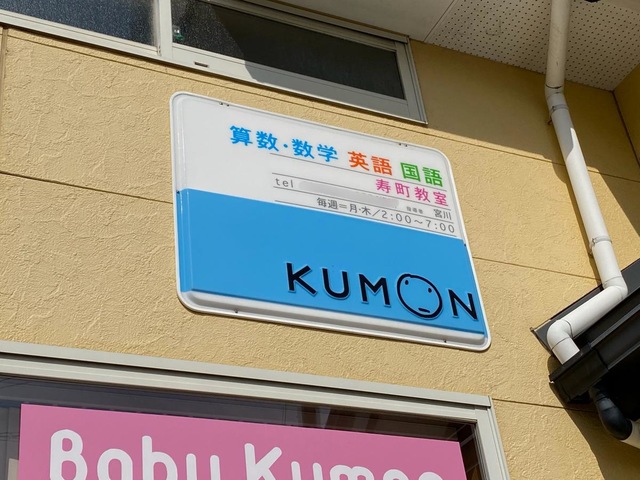 算数・数学 英語 国語
寿町教室
tel
指導者 宮川
毎週=月・木/2:00〜7:00
KUMON
Baby Kumon